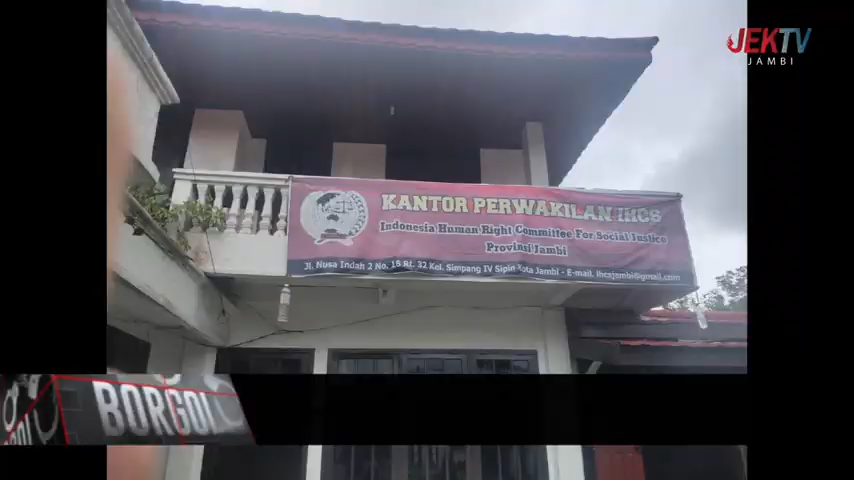 JEKTV
JAMBI
KANTOR PERWAKILAN IHCS
Indonesia Human Right Committee For Social Justice
Provinsi Jambi
Jl. Nusa Indah 2 No. 15 Rt. 32 Kel. Simpang IV Sipin Kota Jambi - E-mail. ihcsjambi@gmail.com
BORGOL